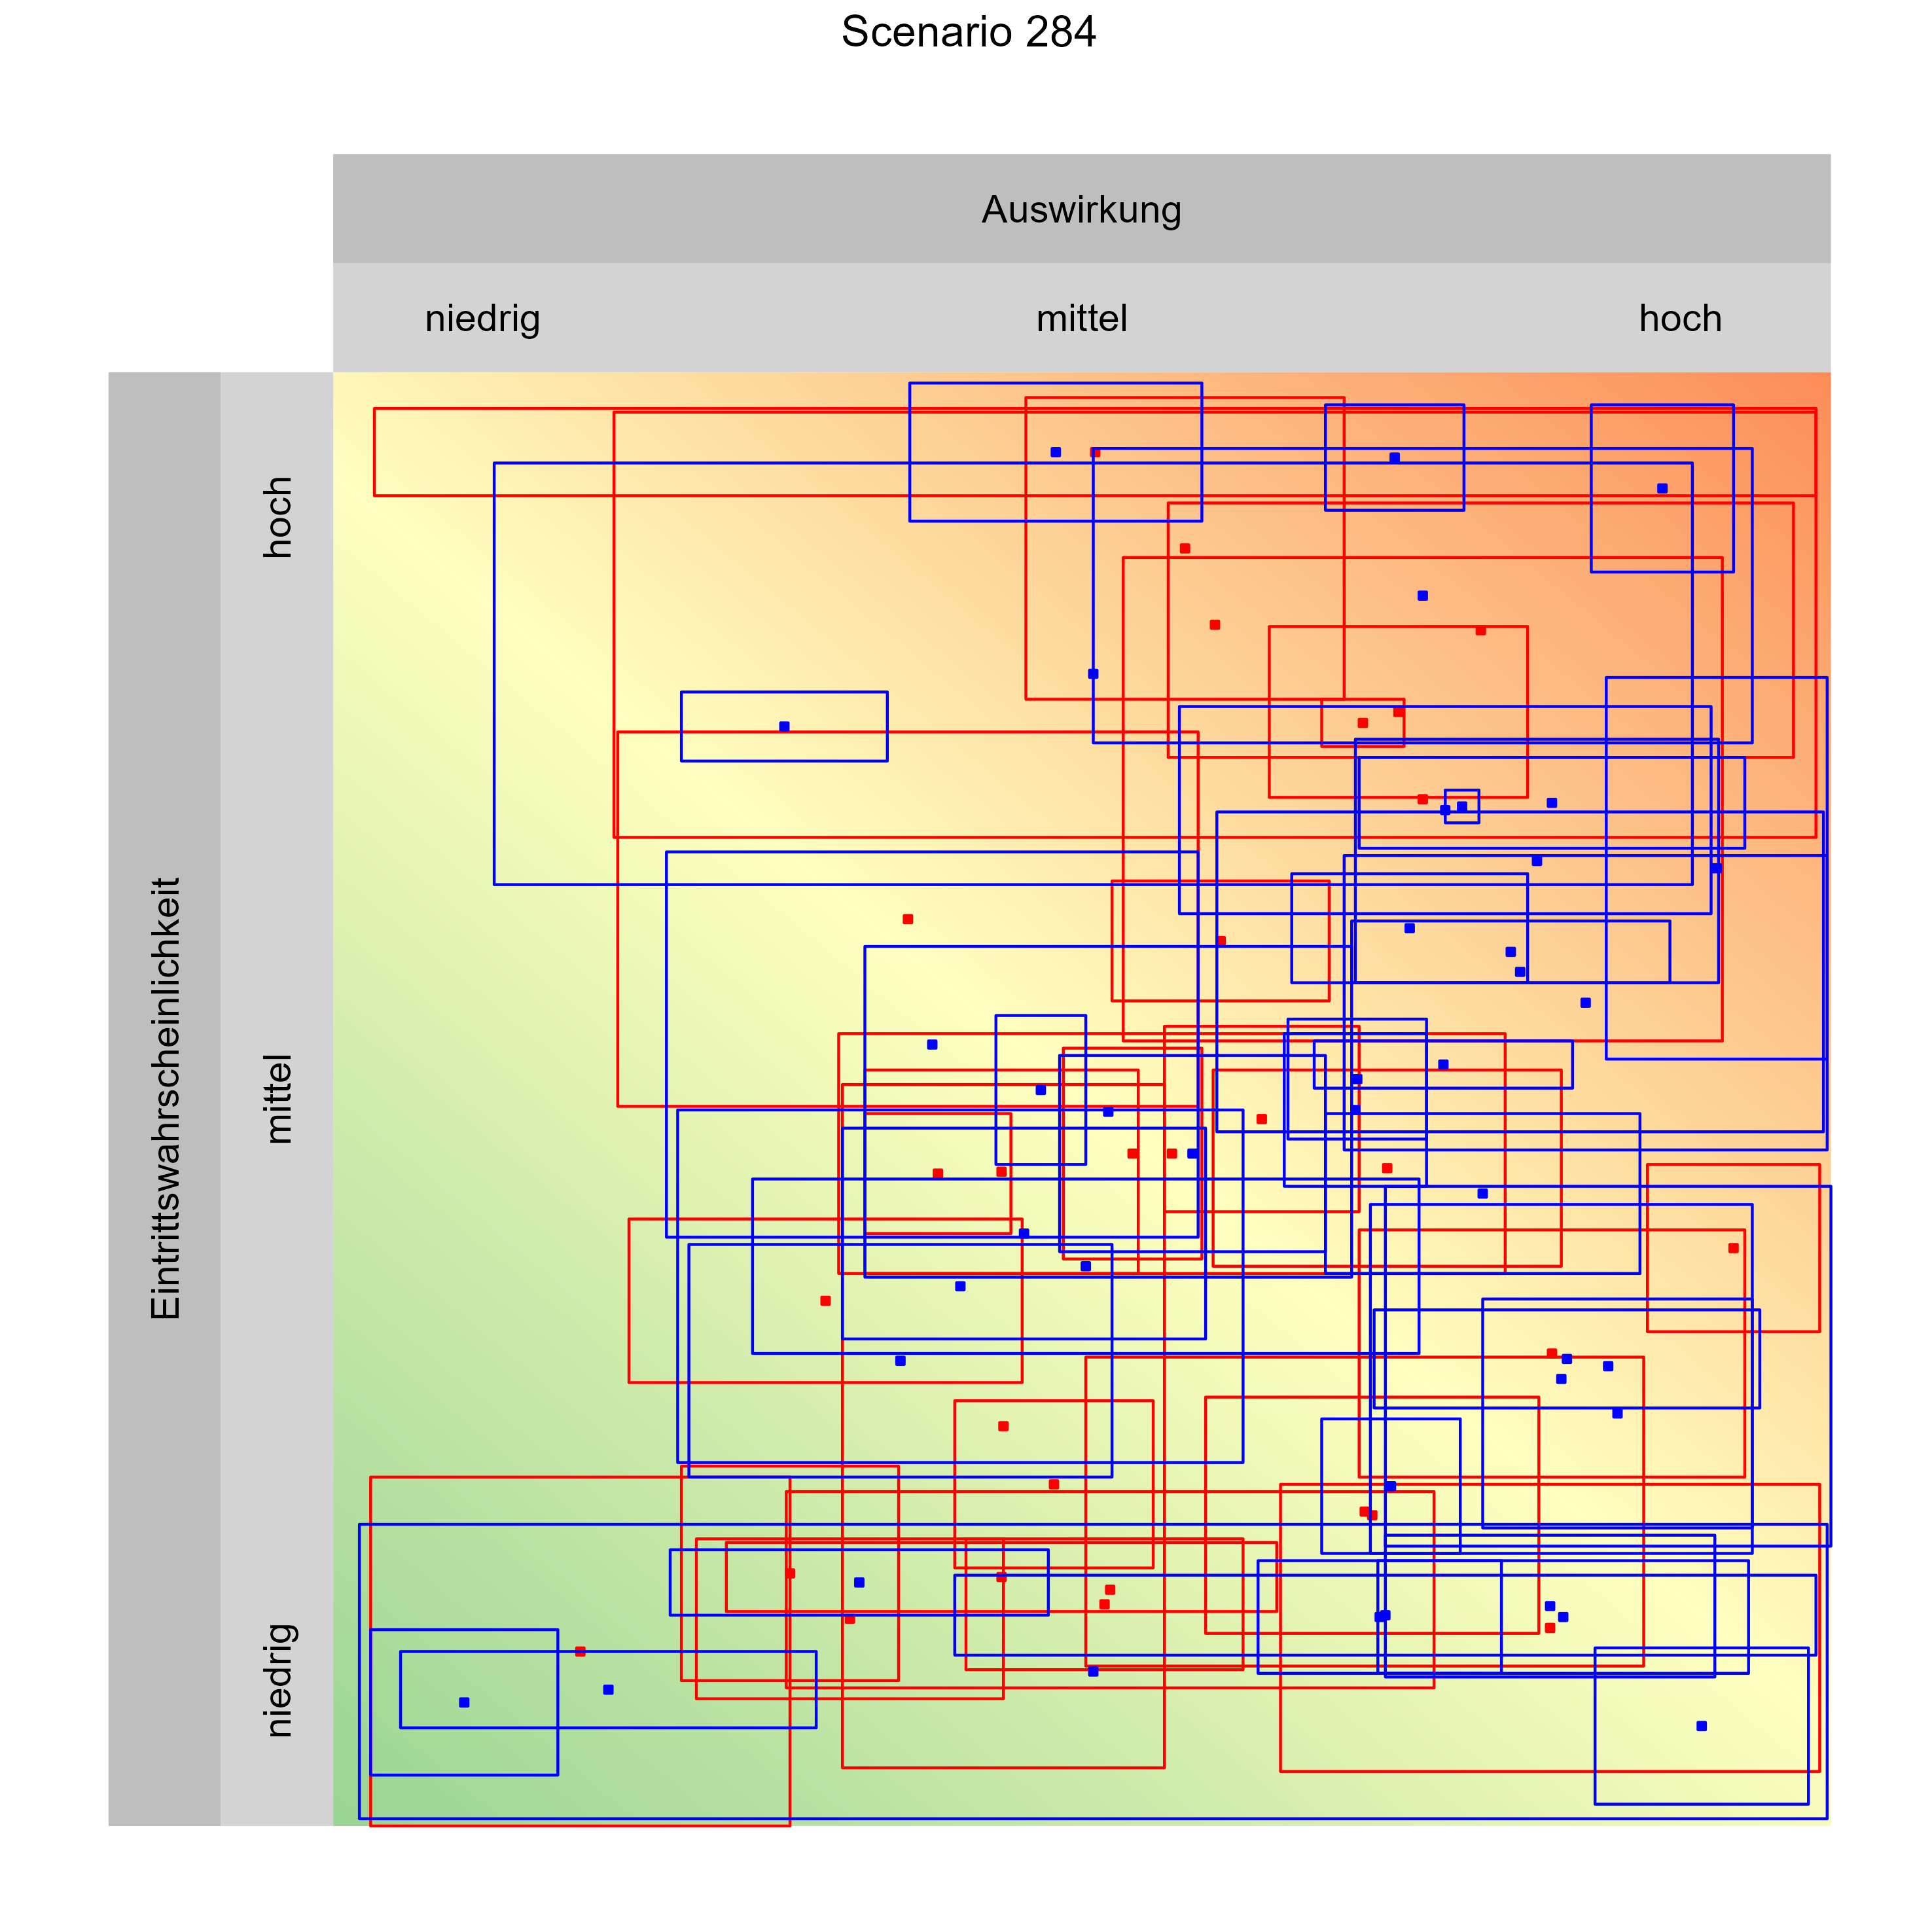 Scenario 284
Auswirkung
niedrig
mittel
hoch
Eintrittswahrscheinlichkeit
hoch
mittel
niedrig